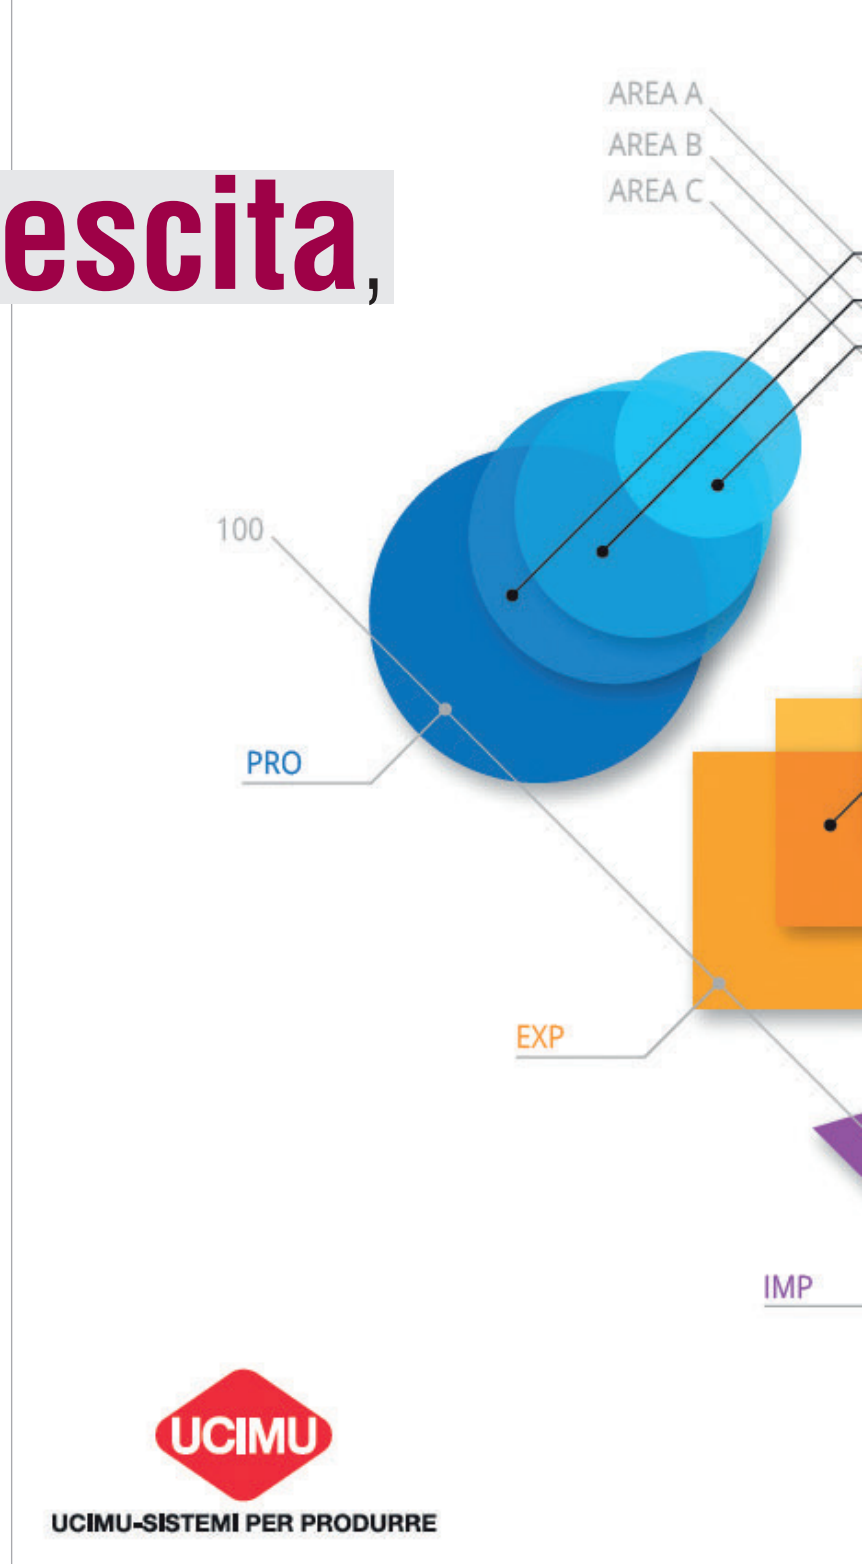 AREA A
AREA B
AREA C
escita,
100
PRO
EXP
IMP
UCIMU
UCIMU-SISTEMI PER PRODURRE